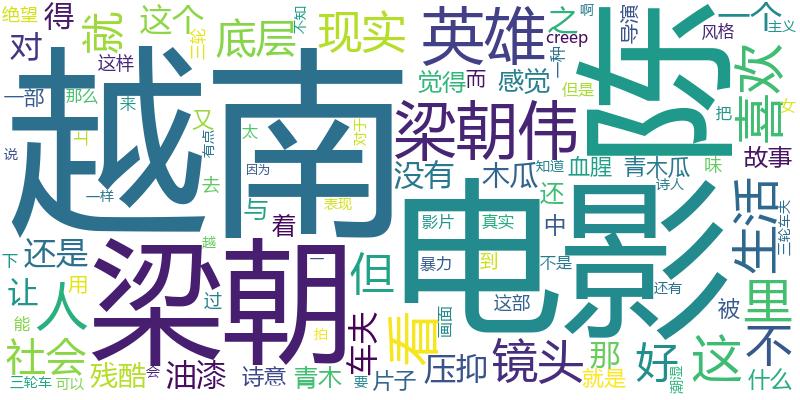 绝望
得
就
这个
底层
现实
英雄
陈
之
导演
一个
风格
主义
啊
对
三轮
不知
creep
一种
这样
觉得
而
感觉
但是
喜欢
一部
那么
来
又
有点
越南
梁朝伟
把
女
上
太
对于
说
因为
没有
木瓜
知道
血腥
青木瓜
味
故事
一样
去
诗人
与
表现
着
还
电影
影片
真实
中
生活
三轮车夫
还是
越
下
梁朝
一
但
暴力
到
不是
让
人
用
过
这部
还有
被
里
不
能
拍
车夫
看
画面
社会
残酷
会
油漆
压抑
镜头
那
好
这
三轮车
可以
诗意
青木
要
片子
就是
潮湿
什么